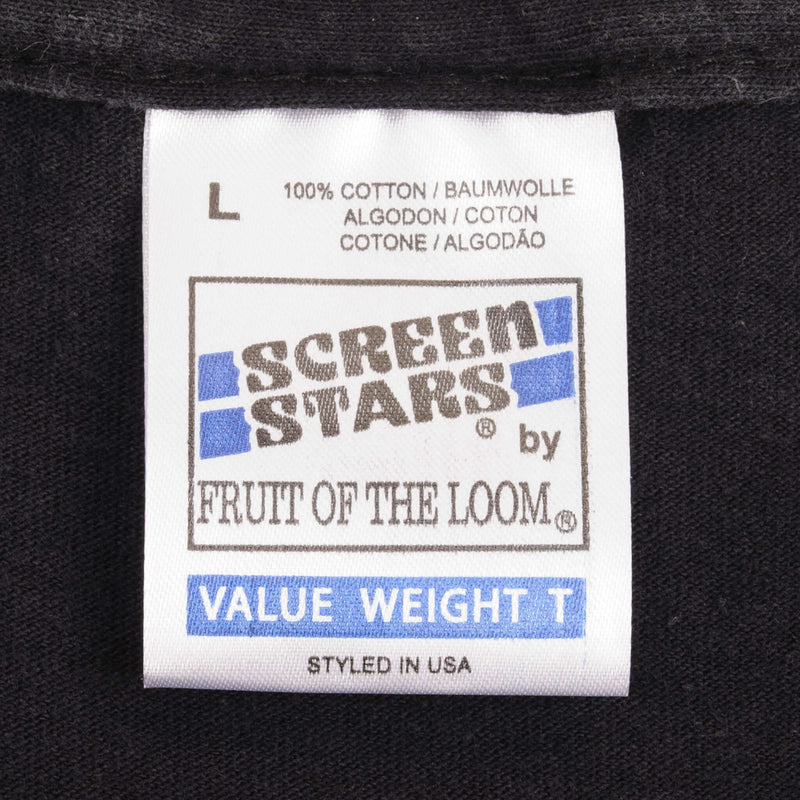 L
100% COTTON / BAUMWOLLE
ALGODON / COTON
COTONE / ALGODÃO
SCREEN
STARS® by
FRUIT OF THE LOOM®
VALUE WEIGHT T
STYLED IN USA